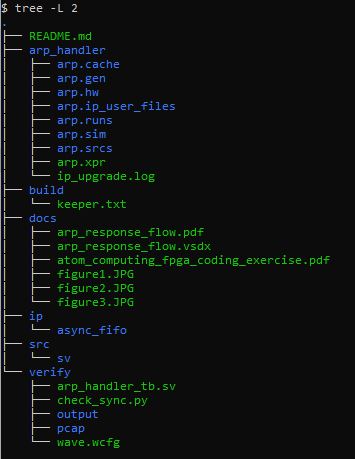 $ tree -L 2
.
├── README.md
├── arp_handler
│   ├── arp.cache
│   ├── arp.gen
│   ├── arp.hw
│   ├── arp.ip_user_files
│   ├── arp.runs
│   ├── arp.sim
│   ├── arp.srcs
│   ├── arp.xpr
│   └── ip_upgrade.log
├── build
│   └── keeper.txt
├── docs
│   ├── arp_response_flow.pdf
│   ├── arp_response_flow.vsdx
│   ├── atom_computing_fpga_coding_exercise.pdf
│   ├── figure1.JPG
│   ├── figure2.JPG
│   └── figure3.JPG
├── ip
│   └── async_fifo
├── src
│   └── sv
└── verify
    ├── arp_handler_tb.sv
    ├── check_sync.py
    ├── output
    ├── pcap
    └── wave.wcfg